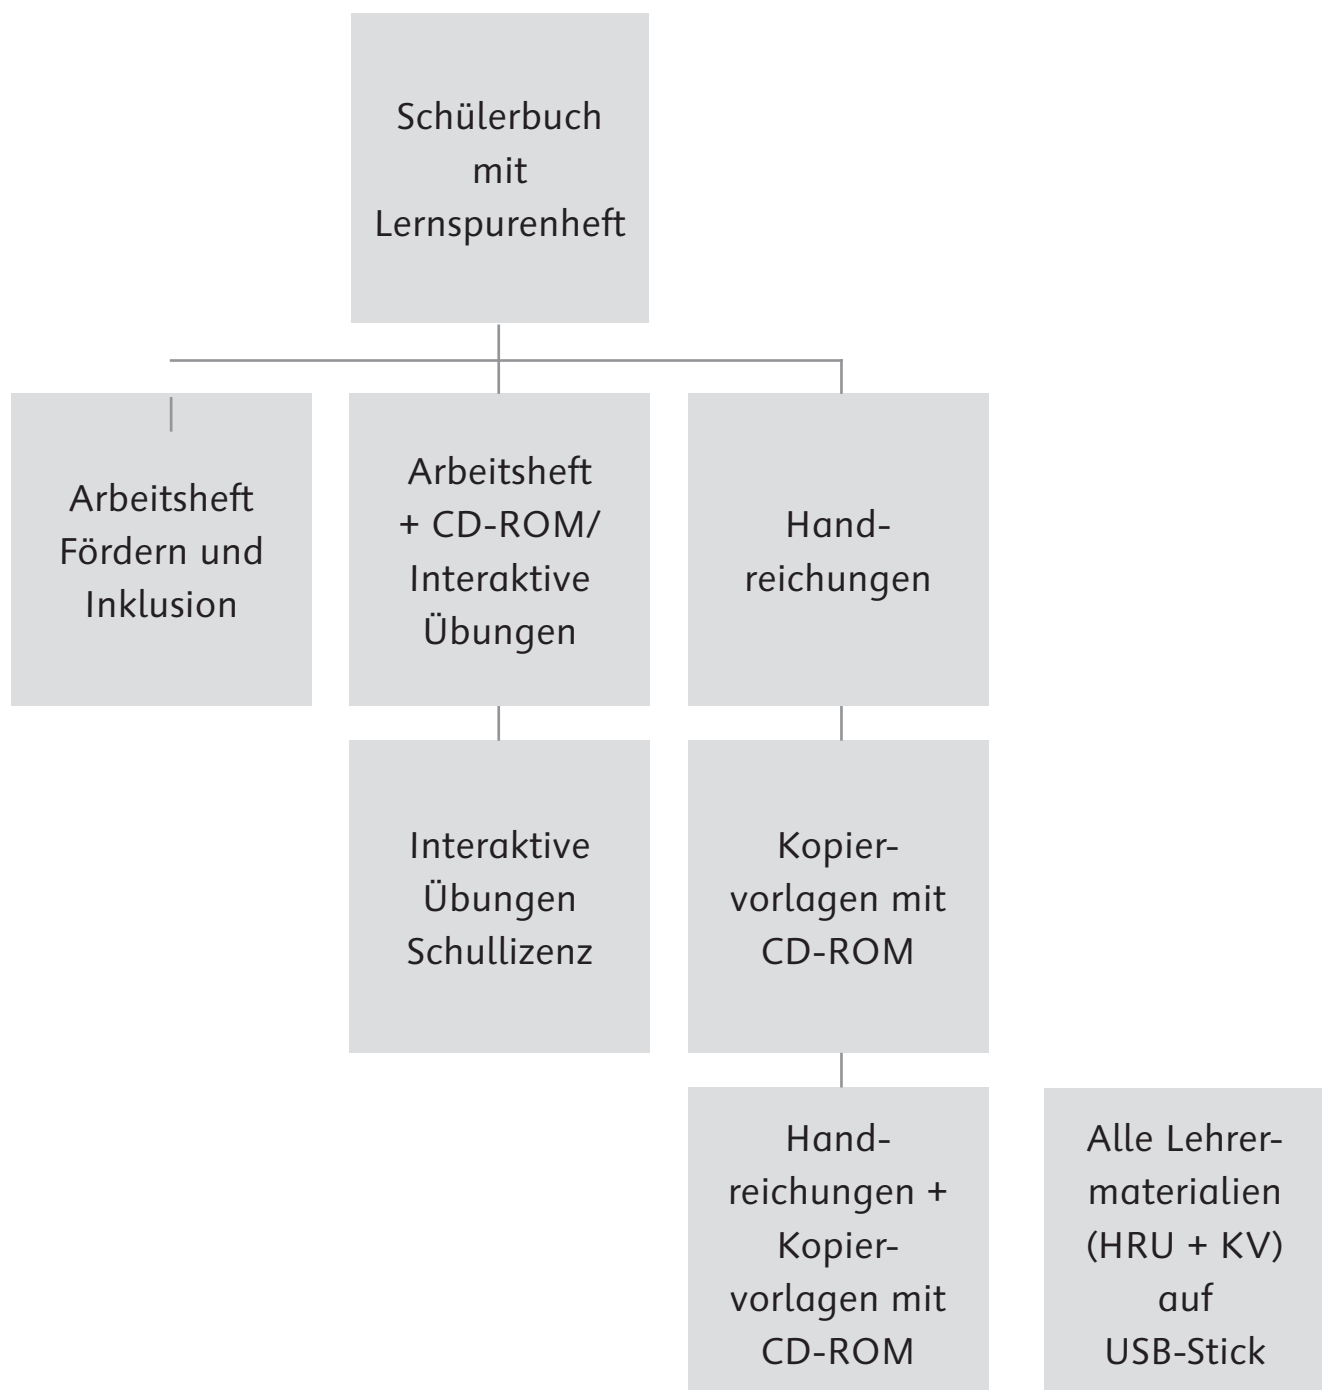 Schülerbuch
mit
Lernspurenheft
Arbeitsheft
Fördern und
Inklusion
Arbeitsheft
+ CD-ROM/
Interaktive
Übungen
Hand-
reichungen
Interaktive
Übungen
Schullizenz
Kopier-
vorlagen mit
CD-ROM
Hand-
reichungen +
Kopier-
vorlagen mit
CD-ROM
Alle Lehrer-
materialien
(HRU + KV)
auf
USB-Stick